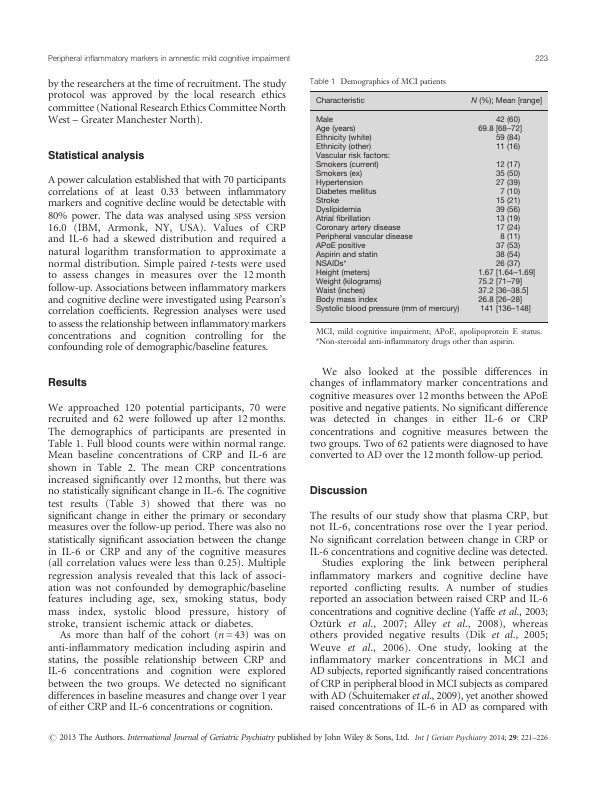 Peripheral inflammatory markers in amnestic mild cognitive impairment 223
by the researchers at the time of recruitment. The study
protocol was approved by the local research ethics
committee (National Research Ethics Committee North
West – Greater Manchester North).
Statistical analysis
A power calculation established that with 70 participants
correlations of at least 0.33 between inflammatory
markers and cognitive decline would be detectable with
80% power. The data was analysed using SPSS version
16.0 (IBM, Armonk, NY, USA). Values of CRP
and IL-6 had a skewed distribution and required a
natural logarithm transformation to approximate a
normal distribution. Simple paired t-tests were used
to assess changes in measures over the 12 month
follow-up. Associations between inflammatory markers
and cognitive decline were investigated using Pearson's
correlation coefficients. Regression analyses were used
to assess the relationship between inflammatory markers
concentrations and cognition controlling for the
confounding role of demographic/baseline features.
Results
We approached 120 potential participants, 70 were
recruited and 62 were followed up after 12 months.
The demographics of participants are presented in
Table 1. Full blood counts were within normal range.
Mean baseline concentrations of CRP and IL-6 are
shown in Table 2. The mean CRP concentrations
increased significantly over 12 months, but there was
no statistically significant change in IL-6. The cognitive
test results (Table 3) showed that there was no
significant change in either the primary or secondary
measures over the follow-up period. There was also no
statistically significant association between the change
in IL-6 or CRP and any of the cognitive measures
(all correlation values were less than 0.25). Multiple
regression analysis revealed that this lack of associ-
ation was not confounded by demographic/baseline
features including age, sex, smoking status, body
mass index, systolic blood pressure, history of
stroke, transient ischemic attack or diabetes.
As more than half of the cohort (n = 43) was on
anti-inflammatory medication including aspirin and
statins, the possible relationship between CRP and
IL-6 concentrations and cognition were explored
between the two groups. We detected no significant
differences in baseline measures and change over 1 year
of either CRP and IL-6 concentrations or cognition.
Table 1 Demographics of MCI patients
Characteristic N (%); Mean [range]
Male 42 (60)
Age (years) 69.8 [68–72]
Ethnicity (white) 59 (84)
Ethnicity (other) 11 (16)
Vascular risk factors:
Smokers (current) 12 (17)
Smokers (ex) 35 (50)
Hypertension 27 (39)
Diabetes mellitus 7 (10)
Stroke 15 (21)
Dyslipidemia 39 (56)
Atrial fibrillation 13 (19)
Coronary artery disease 17 (24)
Peripheral vascular disease 8 (11)
APoE positive 37 (53)
Aspirin and statin 38 (54)
NSAIDs* 26 (37)
Height (meters) 1.67 [1.64–1.69]
Weight (kilograms) 75.2 [71–79]
Waist (inches) 37.2 [36–38.5]
Body mass index 26.8 [26–28]
Systolic blood pressure (mm of mercury) 141 [136–148]
MCI, mild cognitive impairment; APoE, apolipoprotein E status.
*Non-steroidal anti-inflammatory drugs other than aspirin.
We also looked at the possible differences in
changes of inflammatory marker concentrations and
cognitive measures over 12 months between the APoE
positive and negative patients. No significant difference
was detected in changes in either IL-6 or CRP
concentrations and cognitive measures between the
two groups. Two of 62 patients were diagnosed to have
converted to AD over the 12 month follow-up period.
Discussion
The results of our study show that plasma CRP, but
not IL-6, concentrations rose over the 1 year period.
No significant correlation between change in CRP or
IL-6 concentrations and cognitive decline was detected.
Studies exploring the link between peripheral
inflammatory markers and cognitive decline have
reported conflicting results. A number of studies
reported an association between raised CRP and IL-6
concentrations and cognitive decline (Yaffe et al., 2003;
Oztürk et al., 2007; Alley et al., 2008), whereas
others provided negative results (Dik et al., 2005;
Weuve et al., 2006). One study, looking at the
inflammatory marker concentrations in MCI and
AD subjects, reported significantly raised concentrations
of CRP in peripheral blood in MCI subjects as compared
with AD (Schuitemaker et al., 2009), yet another showed
raised concentrations of IL-6 in AD as compared with
© 2013 The Authors. International Journal of Geriatric Psychiatry published by John Wiley & Sons, Ltd. Int J Geriatr Psychiatry 2014; 29: 221–226